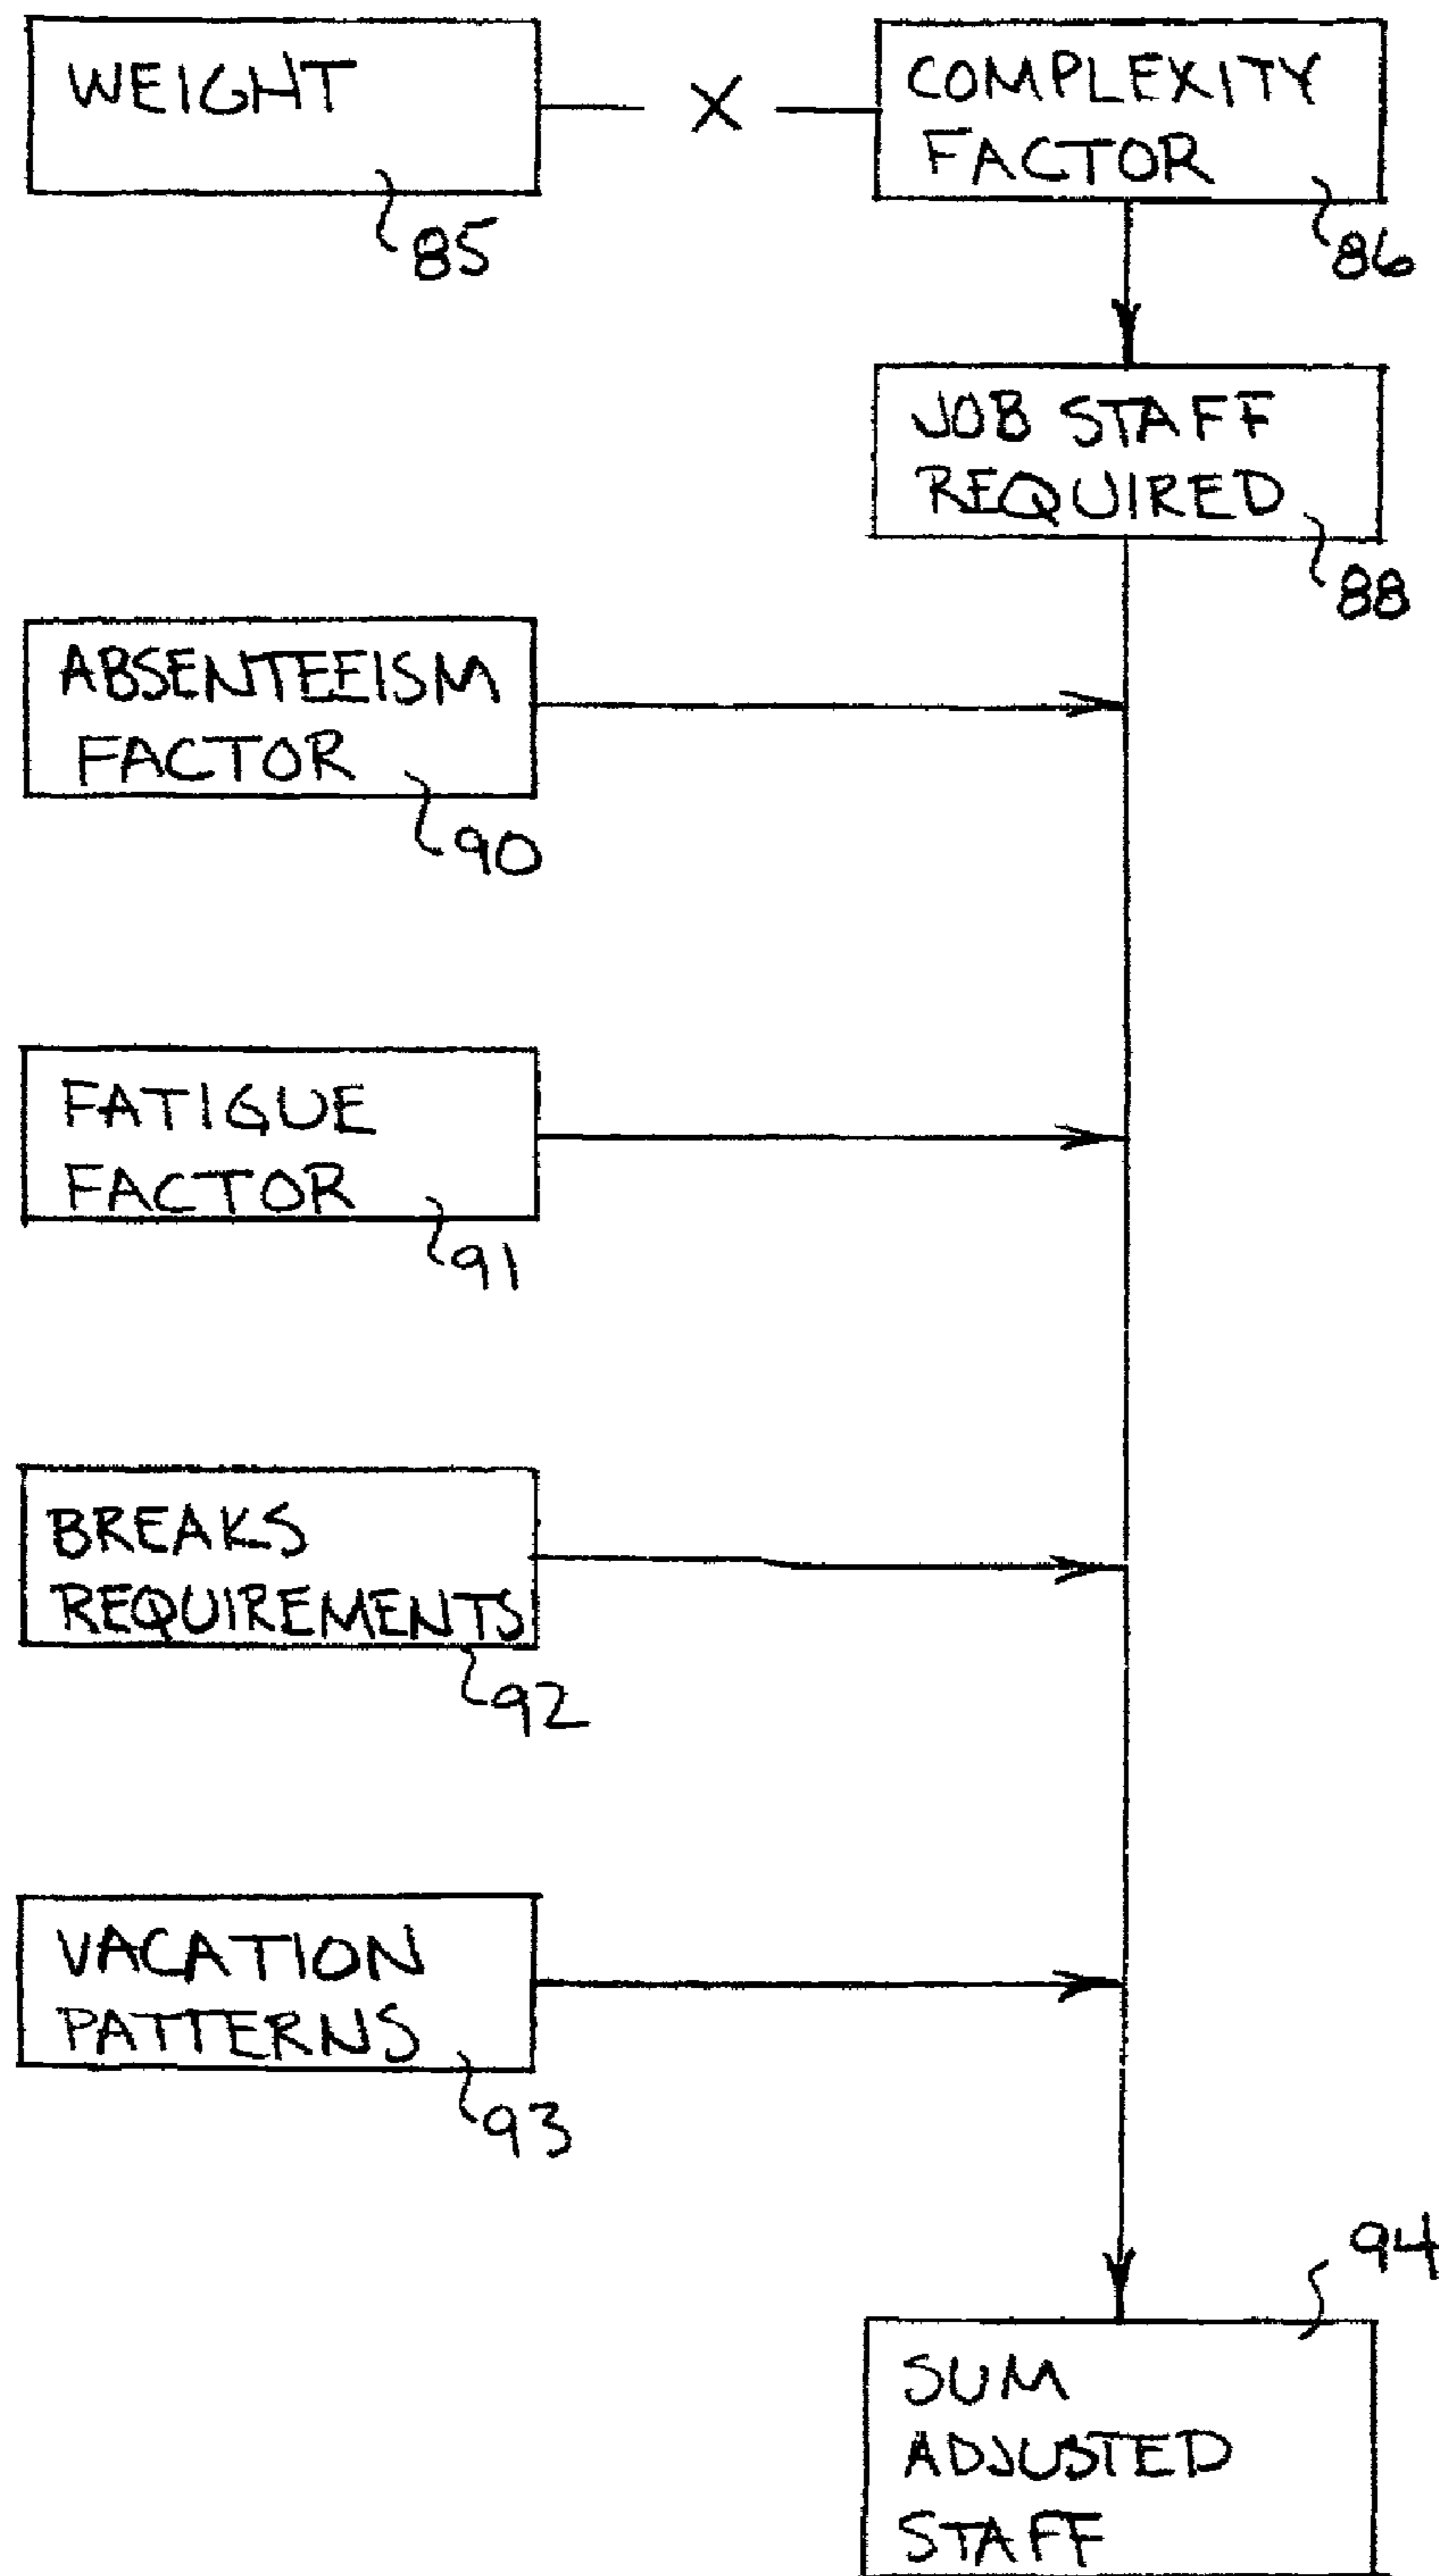 WEIGHT
X
COMPLEXITY
FACTOR
85
86
JOB STAFF
REQUIRED
88
ABSENTEEISM
FACTOR
90
FATIGUE
FACTOR
91
BREAKS
REQUIREMENTS
92
VACATION
PATTERNS
93
94
SUM
ADJUSTED
STAFF